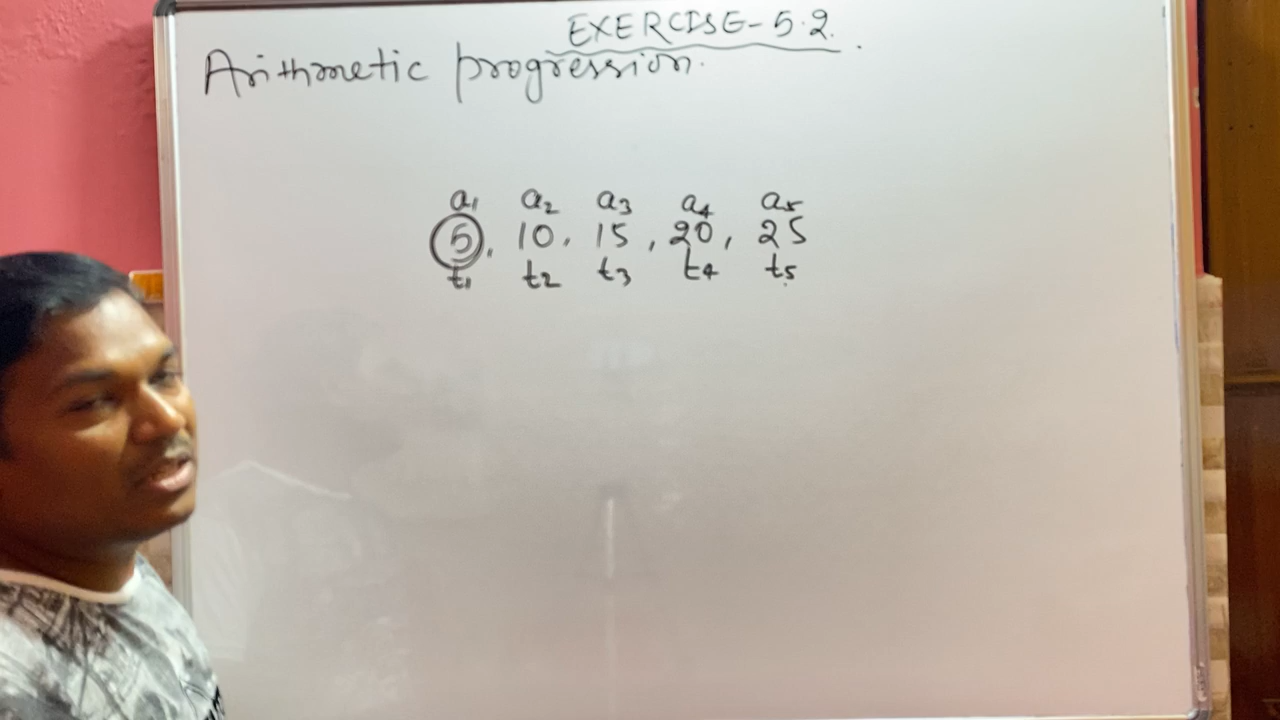 EXERCISE-5.2.
Arithmetic progression.
a1 a2 a3 a4 a5
5, 10, 15, 20, 25
t1 t2 t3 t4 t5